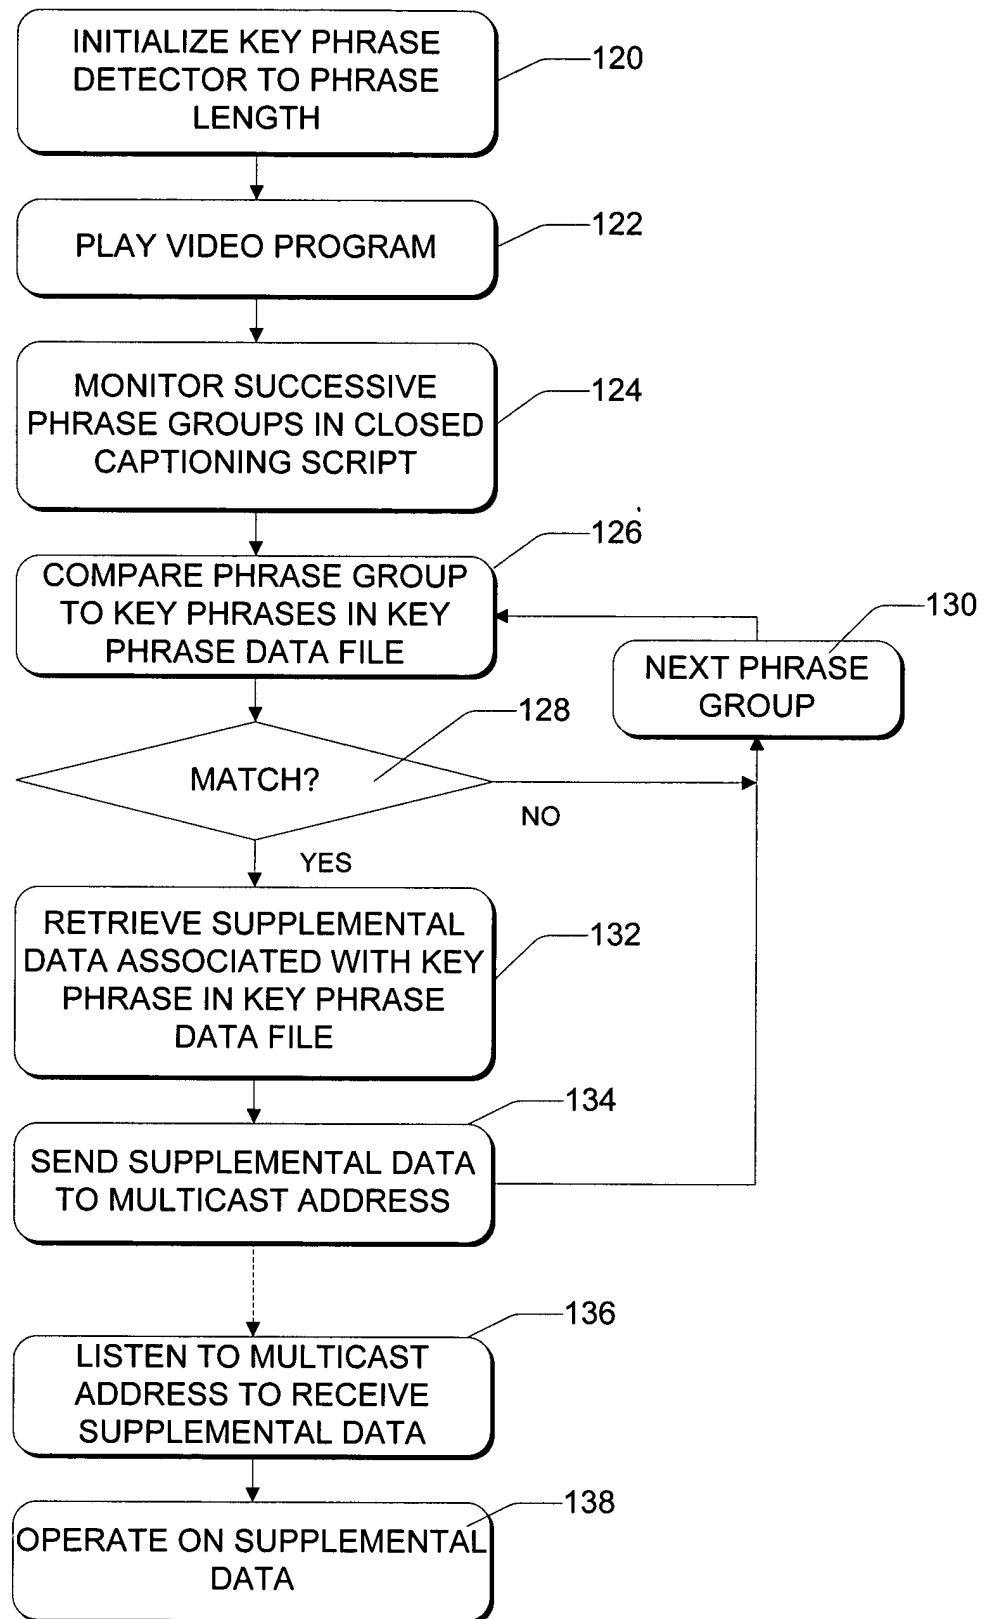 INITIALIZE KEY PHRASE
DETECTOR TO PHRASE
LENGTH
120
PLAY VIDEO PROGRAM
122
MONITOR SUCCESSIVE
PHRASE GROUPS IN CLOSED
CAPTIONING SCRIPT
124
COMPARE PHRASE GROUP
TO KEY PHRASES IN KEY
PHRASE DATA FILE
126
NEXT PHRASE
GROUP
130
MATCH?
128
NO
YES
RETRIEVE SUPPLEMENTAL
DATA ASSOCIATED WITH KEY
PHRASE IN KEY PHRASE
DATA FILE
132
SEND SUPPLEMENTAL DATA
TO MULTICAST ADDRESS
134
LISTEN TO MULTICAST
ADDRESS TO RECEIVE
SUPPLEMENTAL DATA
136
OPERATE ON SUPPLEMENTAL
DATA
138